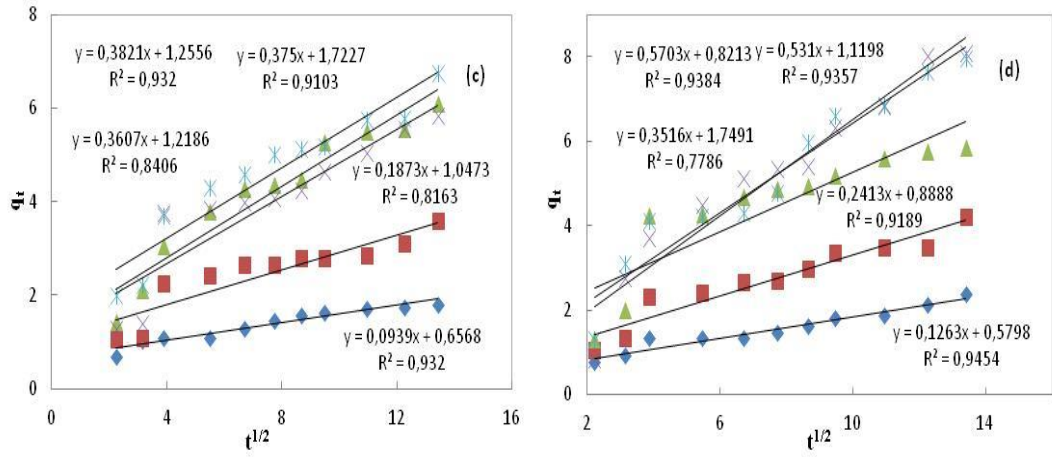 8
6
4
2
0
qt
y = 0,3821x + 1,2556
R² = 0,932
y = 0,375x + 1,7227
R² = 0,9103
(c)
y = 0,3607x + 1,2186
R² = 0,8406
y = 0,1873x + 1,0473
R² = 0,8163
y = 0,0939x + 0,6568
R² = 0,932
0 4 8 12 16
t^1/2
8
6
4
2
0
qt
y = 0,5703x + 0,8213
R² = 0,9384
y = 0,531x + 1,1198
R² = 0,9357
(d)
y = 0,3516x + 1,7491
R² = 0,7786
y = 0,2413x + 0,8888
R² = 0,9189
y = 0,1263x + 0,5798
R² = 0,9454
2 6 10 14
t^1/2